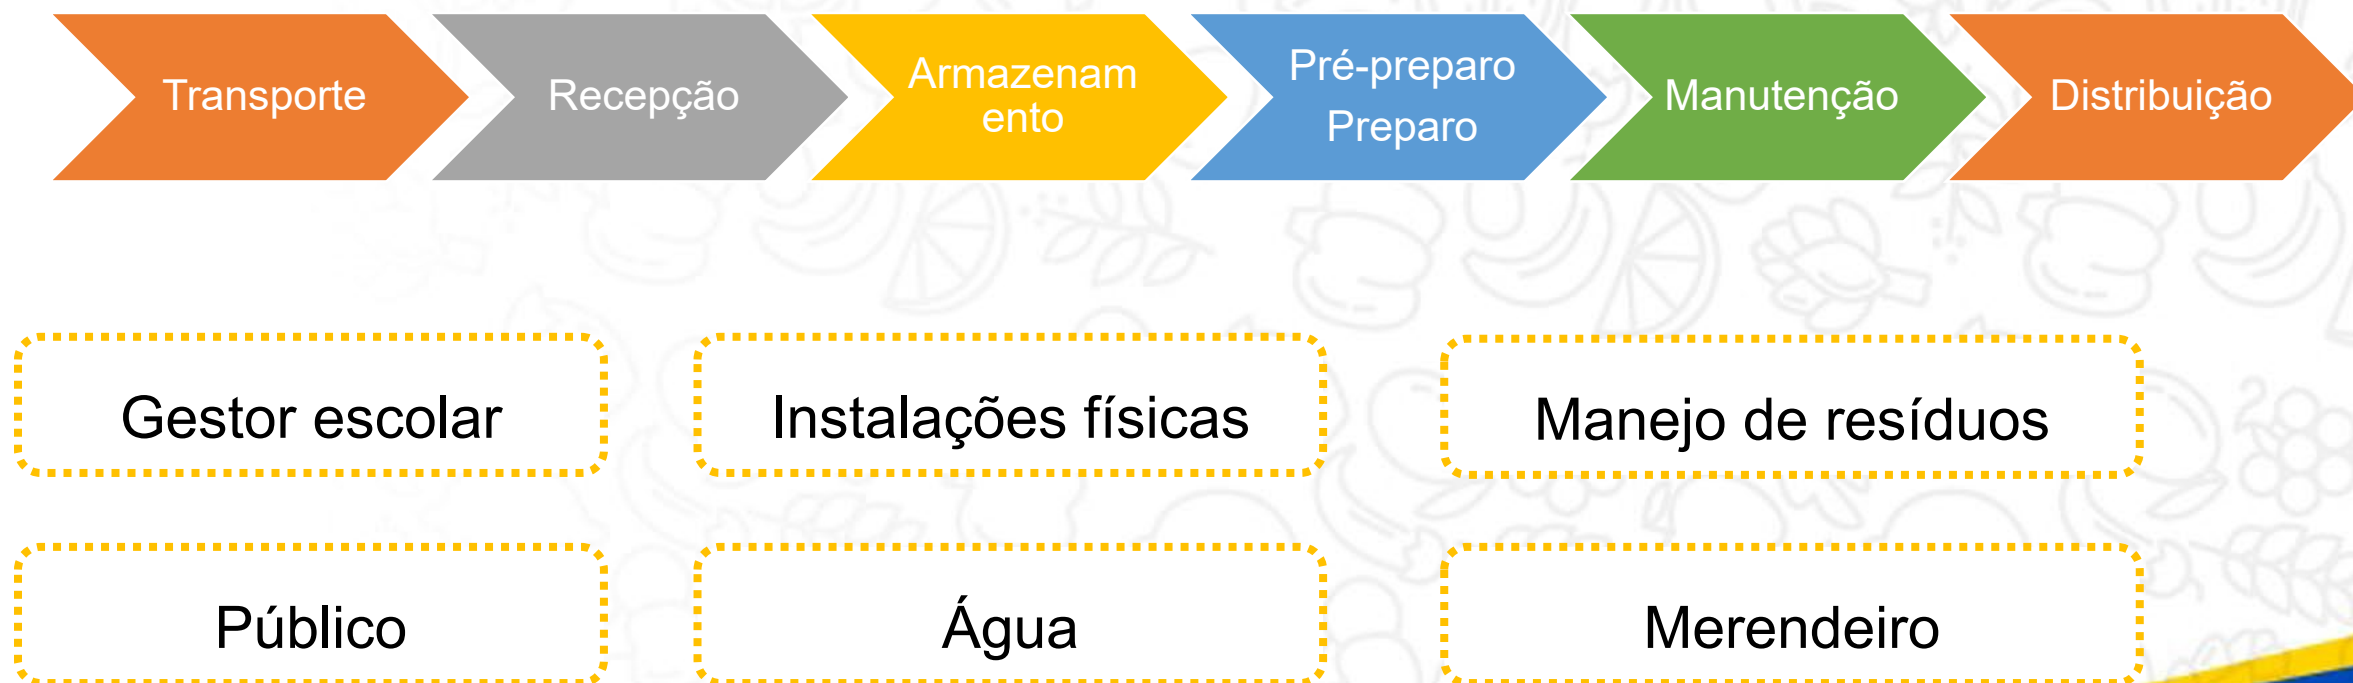 Transporte
Recepção
Armazenam
ento
Pré-preparo
Preparo
Manutenção
Distribuição
Gestor escolar
Instalações físicas
Manejo de resíduos
Público
Água
Merendeiro